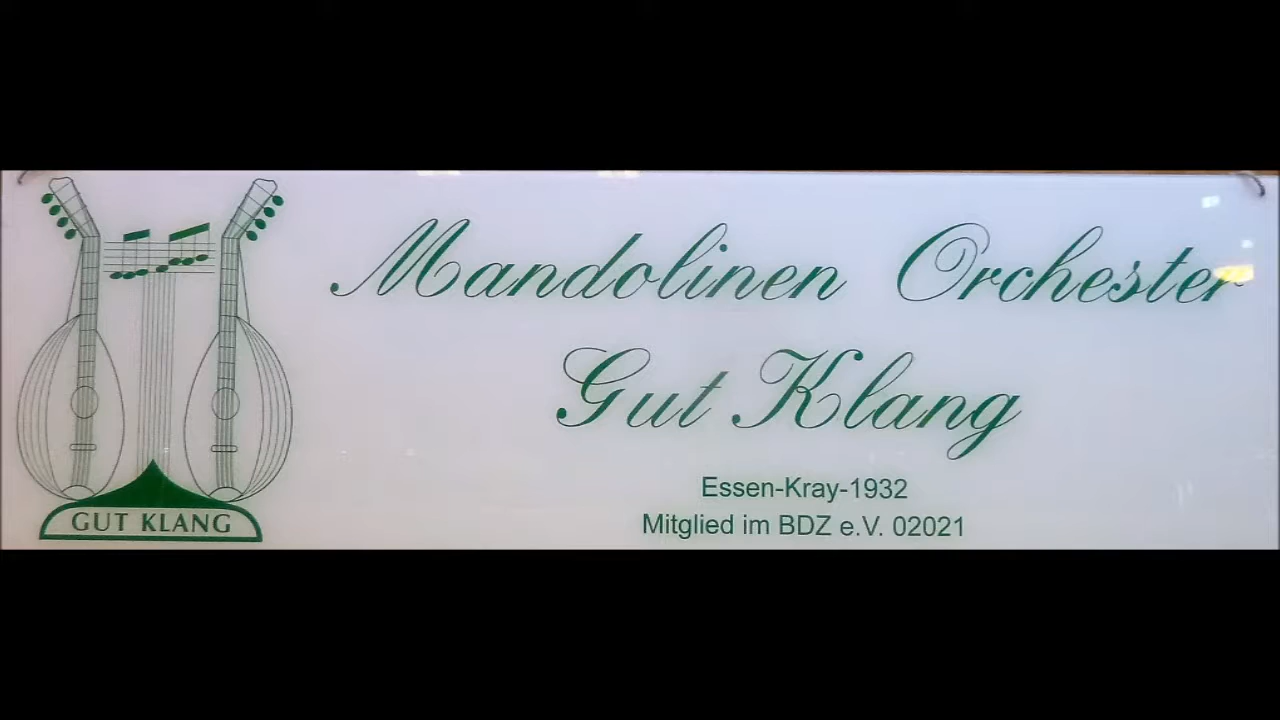 Mandolinen Orchester
Gut Klang
Essen-Kray-1932
Mitglied im BDZ e.V. 02021
GUT KLANG